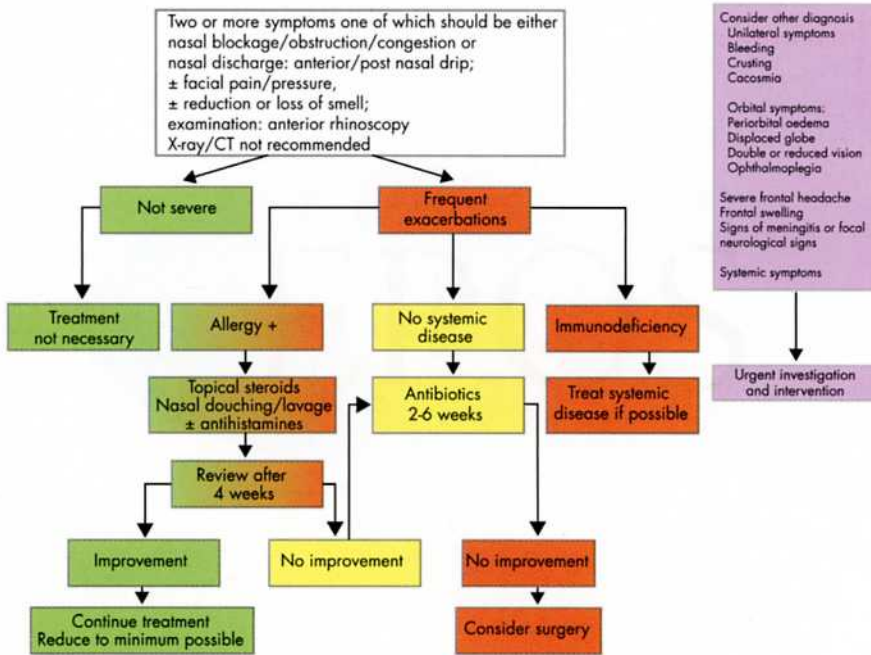 Two or more symptoms one of which should be either
nasal blockage/obstruction/congestion or
nasal discharge: anterior/post nasal drip;
± facial pain/pressure,
± reduction or loss of smell;
examination: anterior rhinoscopy
X-ray/CT not recommended
Consider other diagnosis
Unilateral symptoms
Bleeding
Crusting
Cacosmia
Orbital symptoms:
Periorbital oedema
Displaced globe
Double or reduced vision
Ophthalmoplegia
Severe frontal headache
Frontal swelling
Signs of meningitis or focal
neurological signs
Systemic symptoms
Not severe
Frequent
exacerbations
Treatment
not necessary
Allergy +
No systemic
disease
Immunodeficiency
Urgent investigation
and intervention
Topical steroids
Nasal douching/lavage
± antihistamines
Antibiotics
2-6 weeks
Treat systemic
disease if possible
Review after
4 weeks
Improvement
No improvement
No improvement
Continue treatment
Reduce to minimum possible
Consider surgery